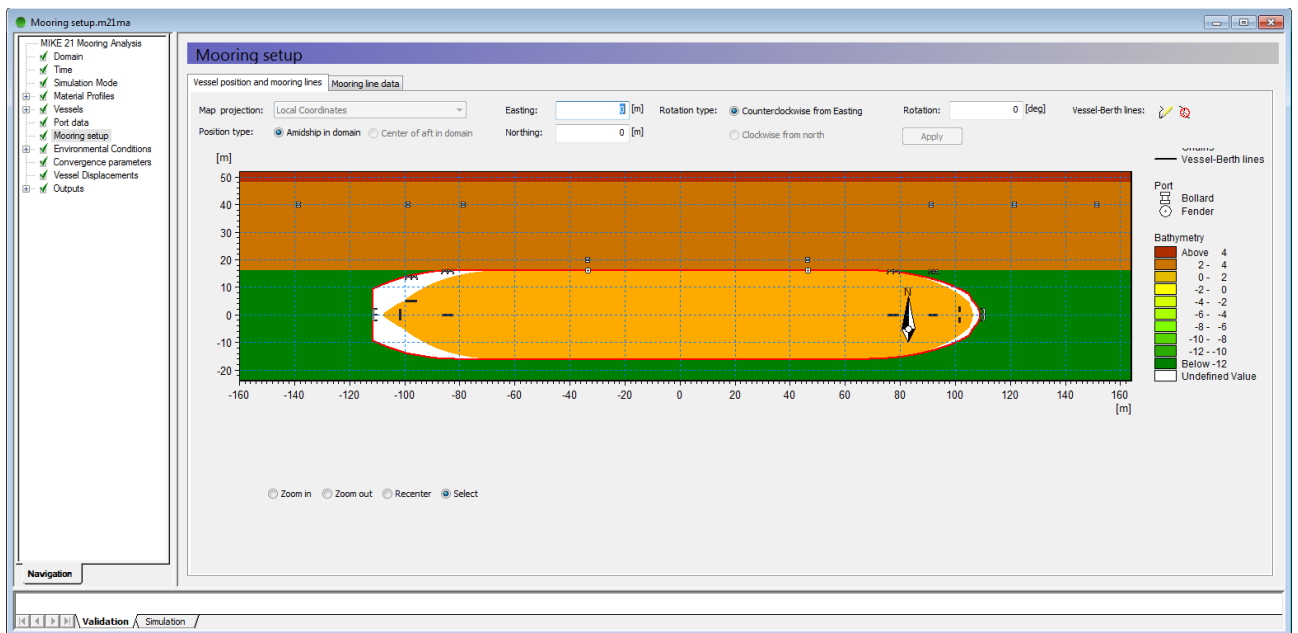 Mooring setup.m21ma
MIKE 21 Mooring Analysis
Domain
Time
Simulation Mode
Material Profiles
Vessels
Port data
Mooring setup
Environmental Conditions
Convergence parameters
Vessel Displacements
Outputs
Navigation
Mooring setup
Vessel position and mooring lines Mooring line data
Map projection: Local Coordinates Easting: 0 [m] Rotation type: Counterclockwise from Easting Rotation: 0 [deg] Vessel-Berth lines:
Position type: Amidship in domain Center of aft in domain Northing: 0 [m] Clockwise from north Apply
[m]
50
40
30
20
10
0
-10
-20
N
-160 -140 -120 -100 -80 -60 -40 -20 0 20 40 60 80 100 120 140 160
[m]
Vessel-Berth lines
Port
Bollard
Fender
Bathymetry
Above 4
2 - 4
0 - 2
-2 - 0
-4 - -2
-6 - -4
-8 - -6
-10 - -8
-12 - -10
Below -12
Undefined Value
Zoom in Zoom out Recenter Select
Validation Simulation